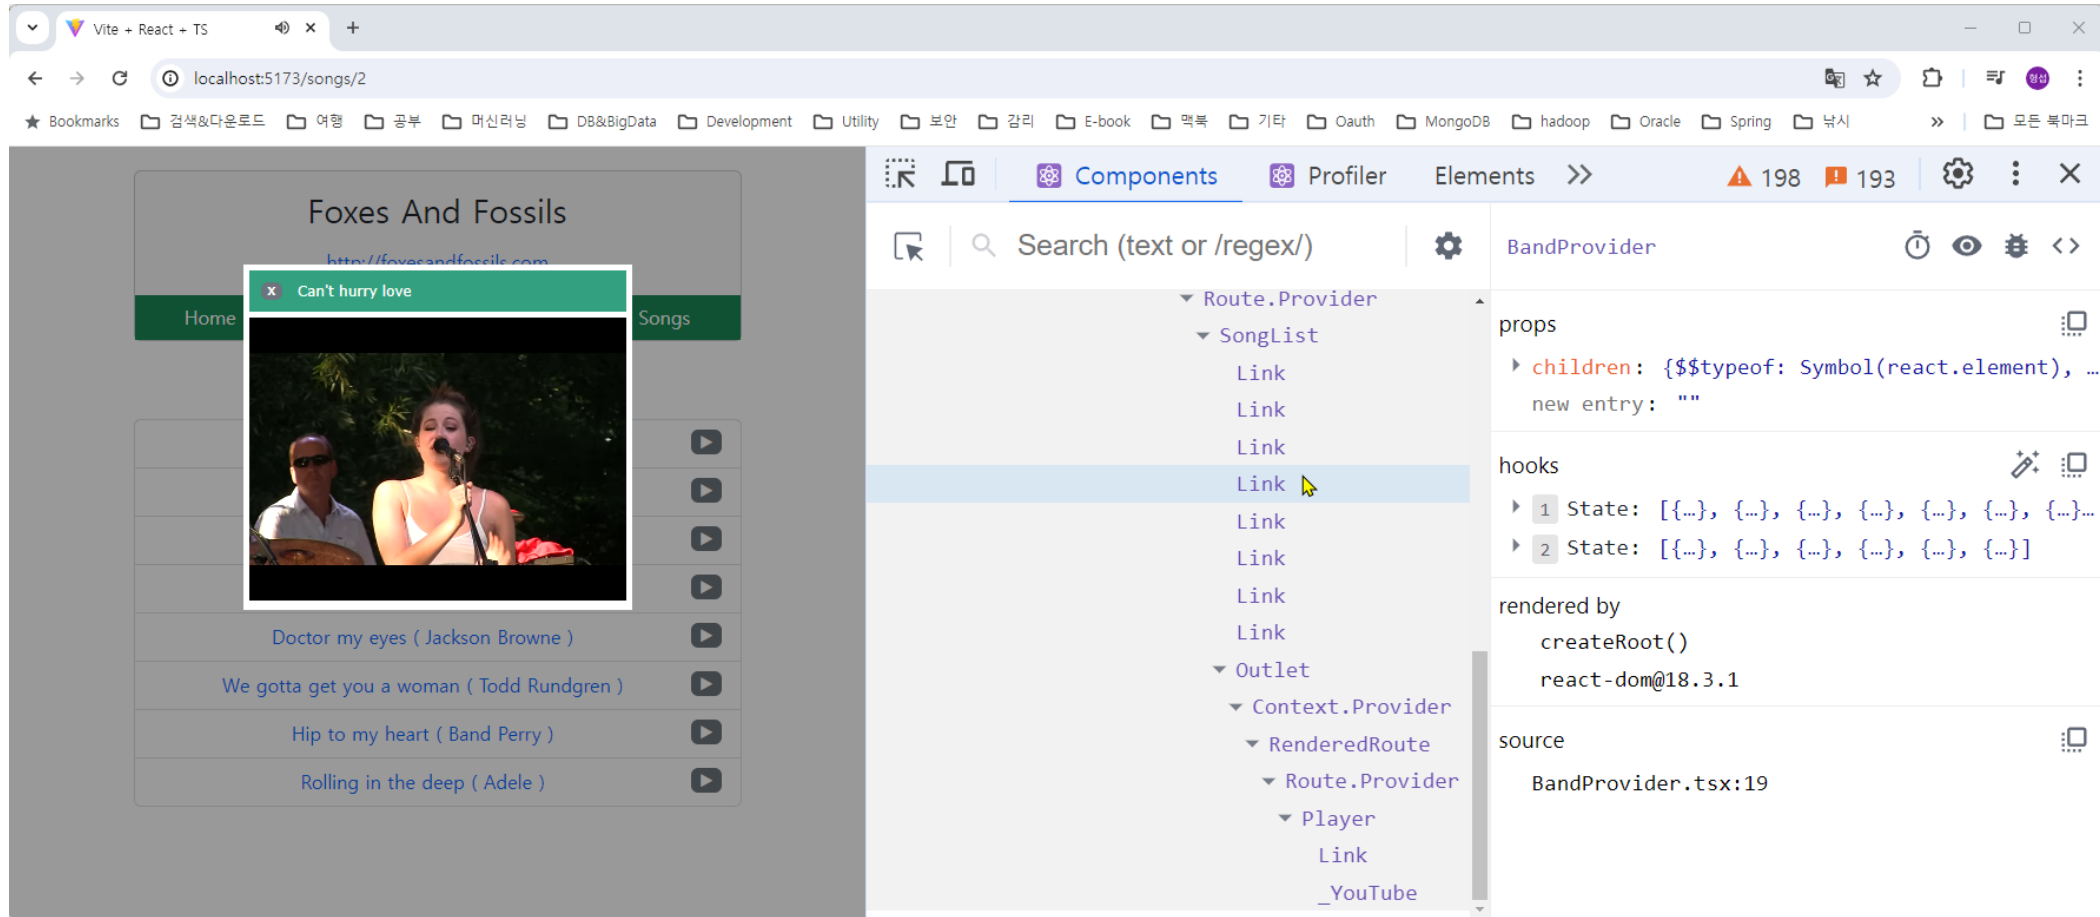 Vite + React + TS
localhost:5173/songs/2
형섭
Bookmarks 검색&다운로드 여행 공부 머신러닝 DB&BigData Development Utility 보안 감리 E-book 맥북 기타 Oauth MongoDB hadoop Oracle Spring 낚시 » 모든 북마크
Foxes And Fossils
http://foxesandfossils.com
X Can't hurry love
Home Songs
Doctor my eyes ( Jackson Browne )
We gotta get you a woman ( Todd Rundgren )
Hip to my heart ( Band Perry )
Rolling in the deep ( Adele )
Components Profiler Elements 198 193
Search (text or /regex/)
Route.Provider
SongList
Link
Link
Link
Link
Link
Link
Link
Link
Outlet
Context.Provider
RenderedRoute
Route.Provider
Player
Link
_YouTube
BandProvider
props
children: {$$typeof: Symbol(react.element), …
new entry: ""
hooks
1 State: [{…}, {…}, {…}, {…}, {…}, {…}, {…}…
2 State: [{…}, {…}, {…}, {…}, {…}, {…}]
rendered by
createRoot()
react-dom@18.3.1
source
BandProvider.tsx:19